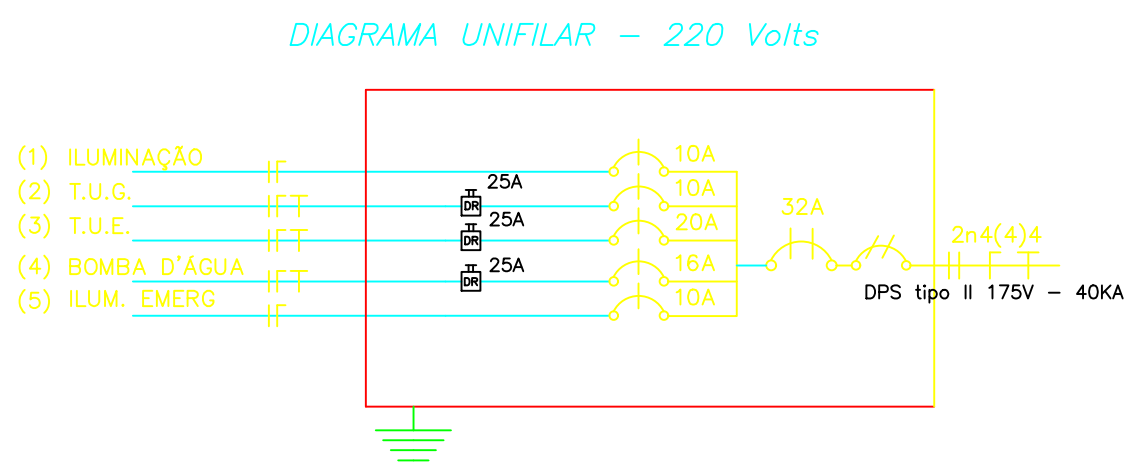 DIAGRAMA UNIFILAR - 220 Volts
(1) ILUMINAÇÃO 10A
(2) T.U.G. DR 25A 10A
(3) T.U.E. DR 25A 20A
32A
2n4(4)4
(4) BOMBA D'ÁGUA DR 25A 16A
DPS tipo II 175V - 40KA
(5) ILUM. EMERG 10A